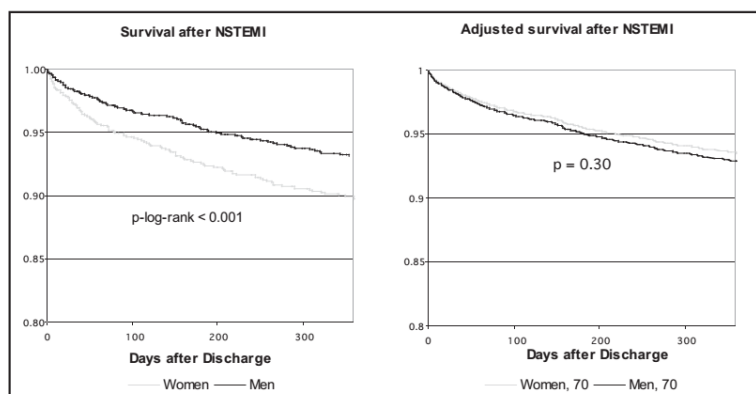 Survival after NSTEMI
1.00
0.95
0.90
0.85
0.80
p-log-rank < 0.001
0 100 200 300
Days after Discharge
Women Men
Adjusted survival after NSTEMI
1
0.95
0.9
0.85
0.8
p = 0.30
0 100 200 300
Days after Discharge
Women, 70 Men, 70